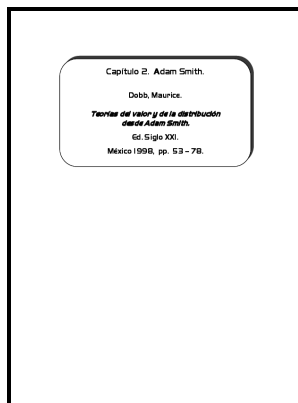 Capítulo 2. Adam Smith.
Dobb, Maurice.
Teorías del valor y de la distribución
desde Adam Smith.
Ed. Siglo XXI.
México 1998, pp. 53 – 78.